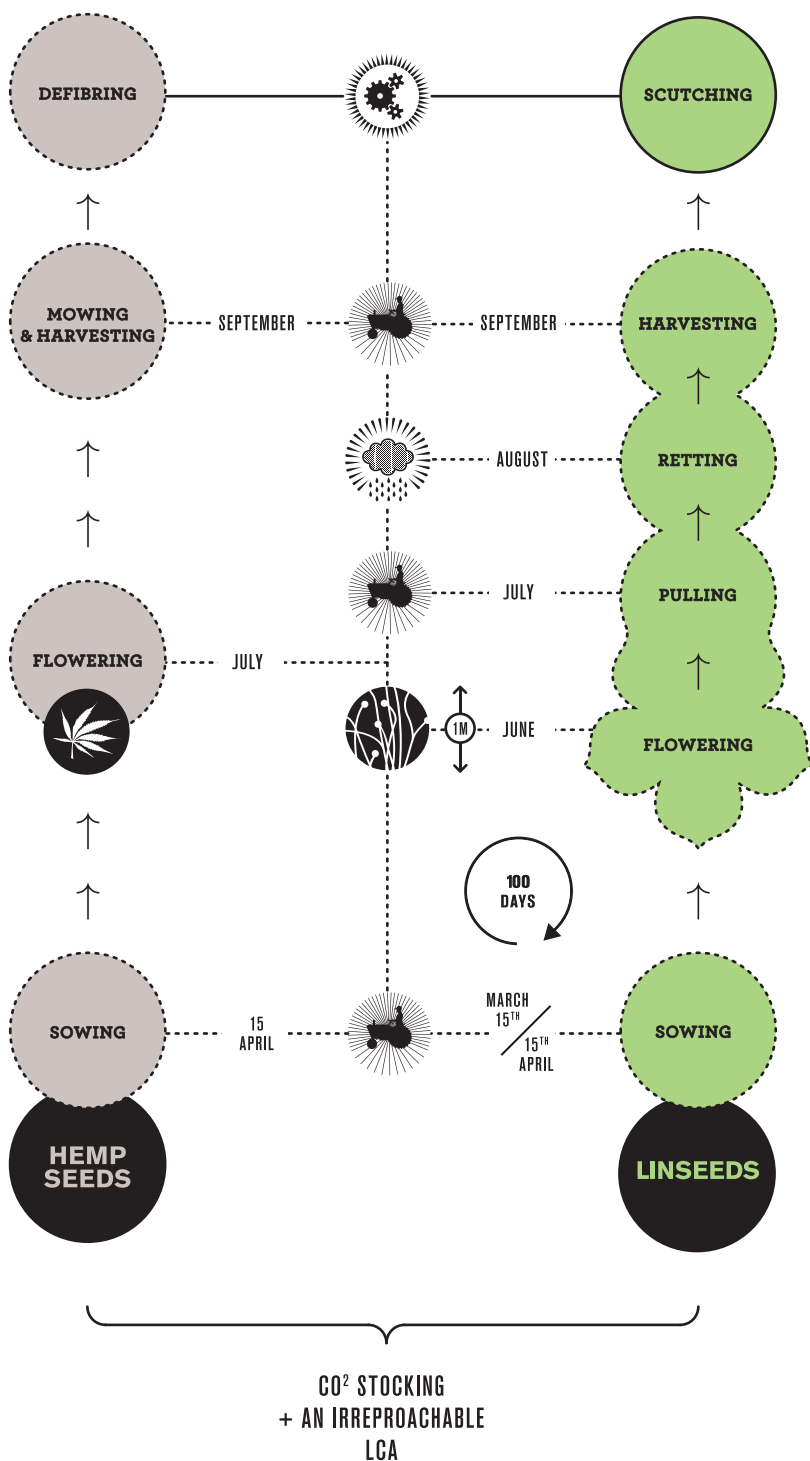 DEFIBRING
SCUTCHING
MOWING
& HARVESTING
SEPTEMBER
SEPTEMBER
HARVESTING
AUGUST
RETTING
JULY
PULLING
FLOWERING
JULY
1M
JUNE
FLOWERING
100
DAYS
SOWING
15
APRIL
MARCH
15TH
15TH
APRIL
SOWING
HEMP
SEEDS
LINSEEDS
CO² STOCKING
+ AN IRREPROACHABLE
LCA